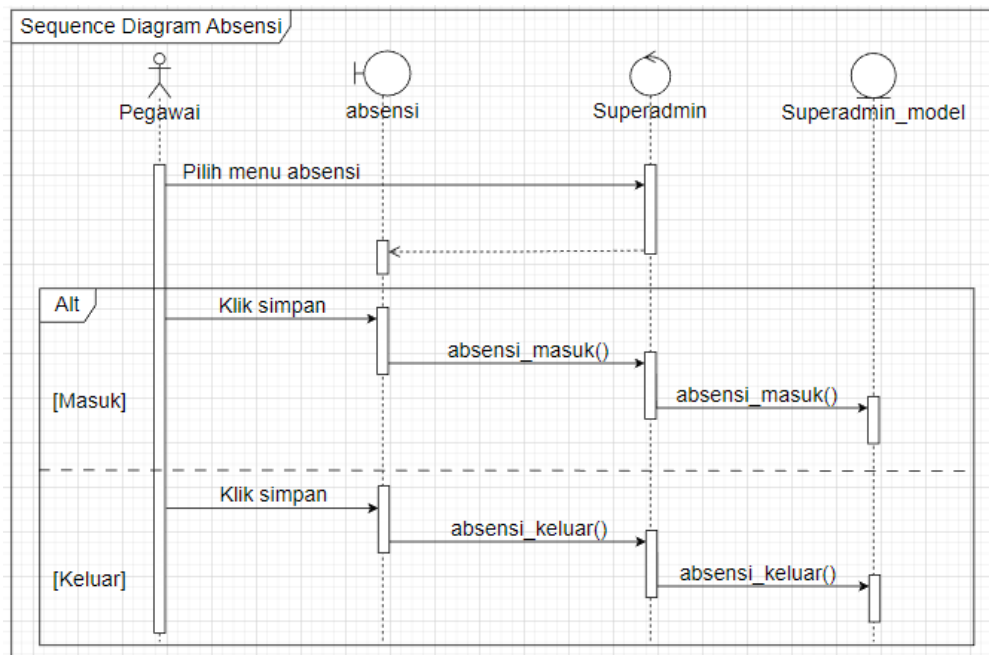 Sequence Diagram Absensi
Pegawai
absensi
Superadmin
Superadmin_model
Pilih menu absensi
Alt
Klik simpan
absensi_masuk()
absensi_masuk()
[Masuk]
Klik simpan
absensi_keluar()
absensi_keluar()
[Keluar]